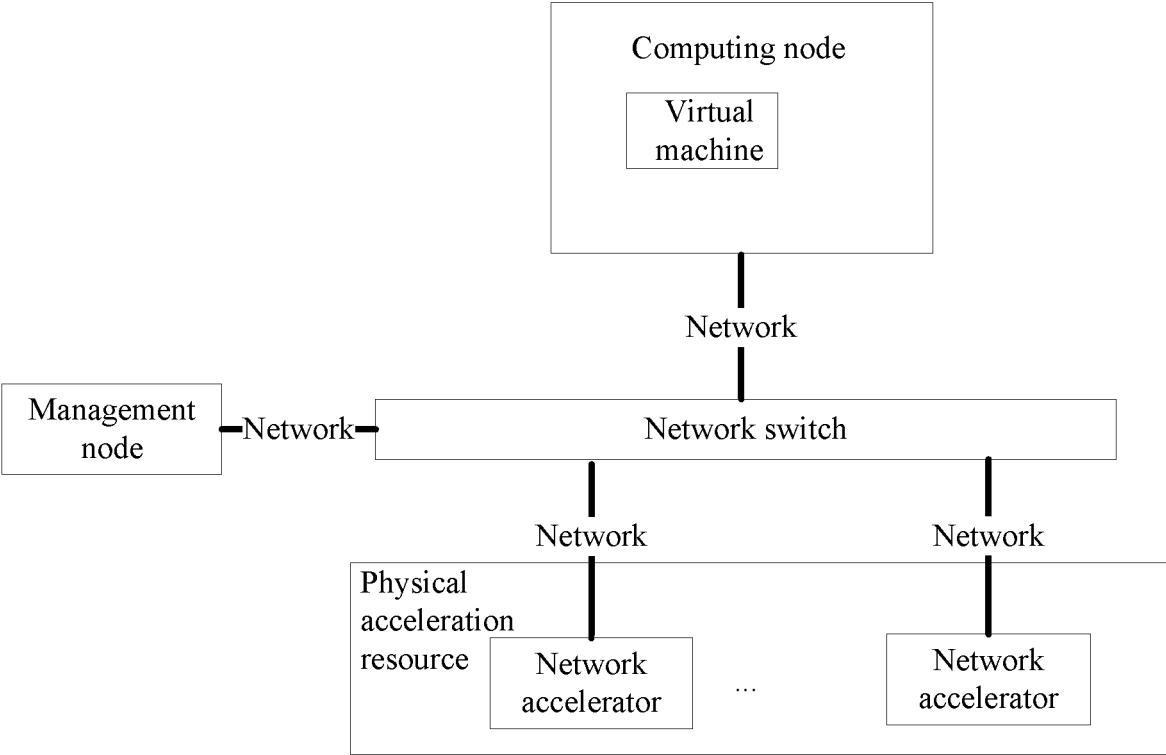 Computing node
Virtual
machine
Network
Management
node
Network
Network switch
Network
Network
Physical
acceleration
resource
Network
accelerator
...
Network
accelerator